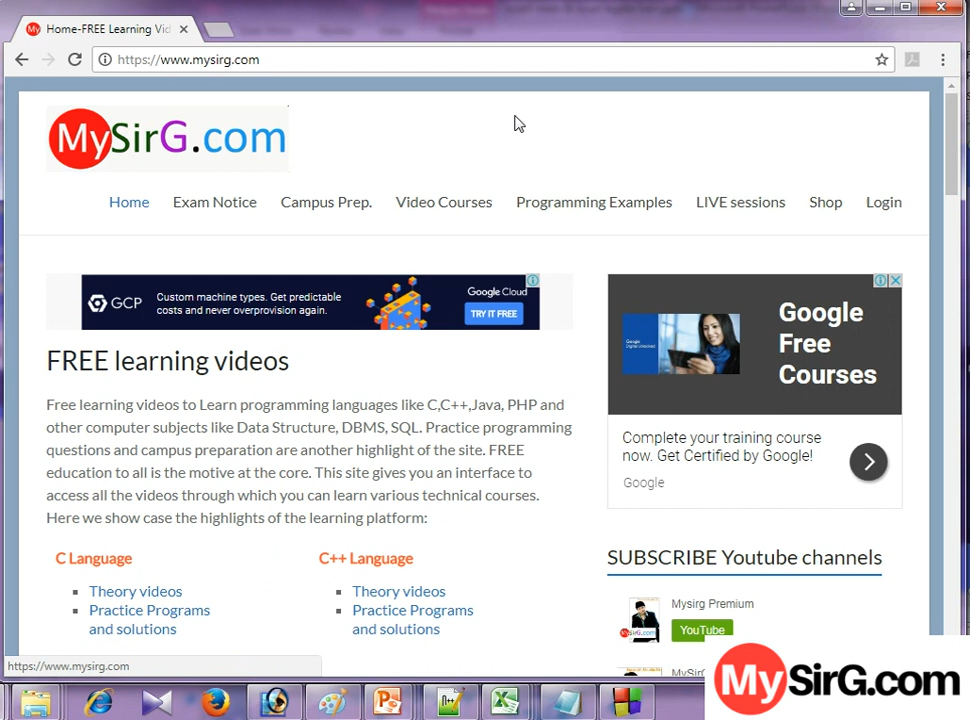 Home-FREE Learning Vid
https://www.mysirg.com
MySirG.com
Home Exam Notice Campus Prep. Video Courses Programming Examples LIVE sessions Shop Login
GCP
Custom machine types. Get predictable
costs and never overprovision again.
Google Cloud
TRY IT FREE
Google
Free
Courses
Complete your training course
now. Get Certified by Google!
Google
FREE learning videos
Free learning videos to Learn programming languages like C,C++,Java, PHP and
other computer subjects like Data Structure, DBMS, SQL. Practice programming
questions and campus preparation are another highlight of the site. FREE
education to all is the motive at the core. This site gives you an interface to
access all the videos through which you can learn various technical courses.
Here we show case the highlights of the learning platform:
C Language
Theory videos
Practice Programs
and solutions
C++ Language
Theory videos
Practice Programs
and solutions
SUBSCRIBE Youtube channels
Mysirg Premium
YouTube
https://www.mysirg.com
MySirG.com